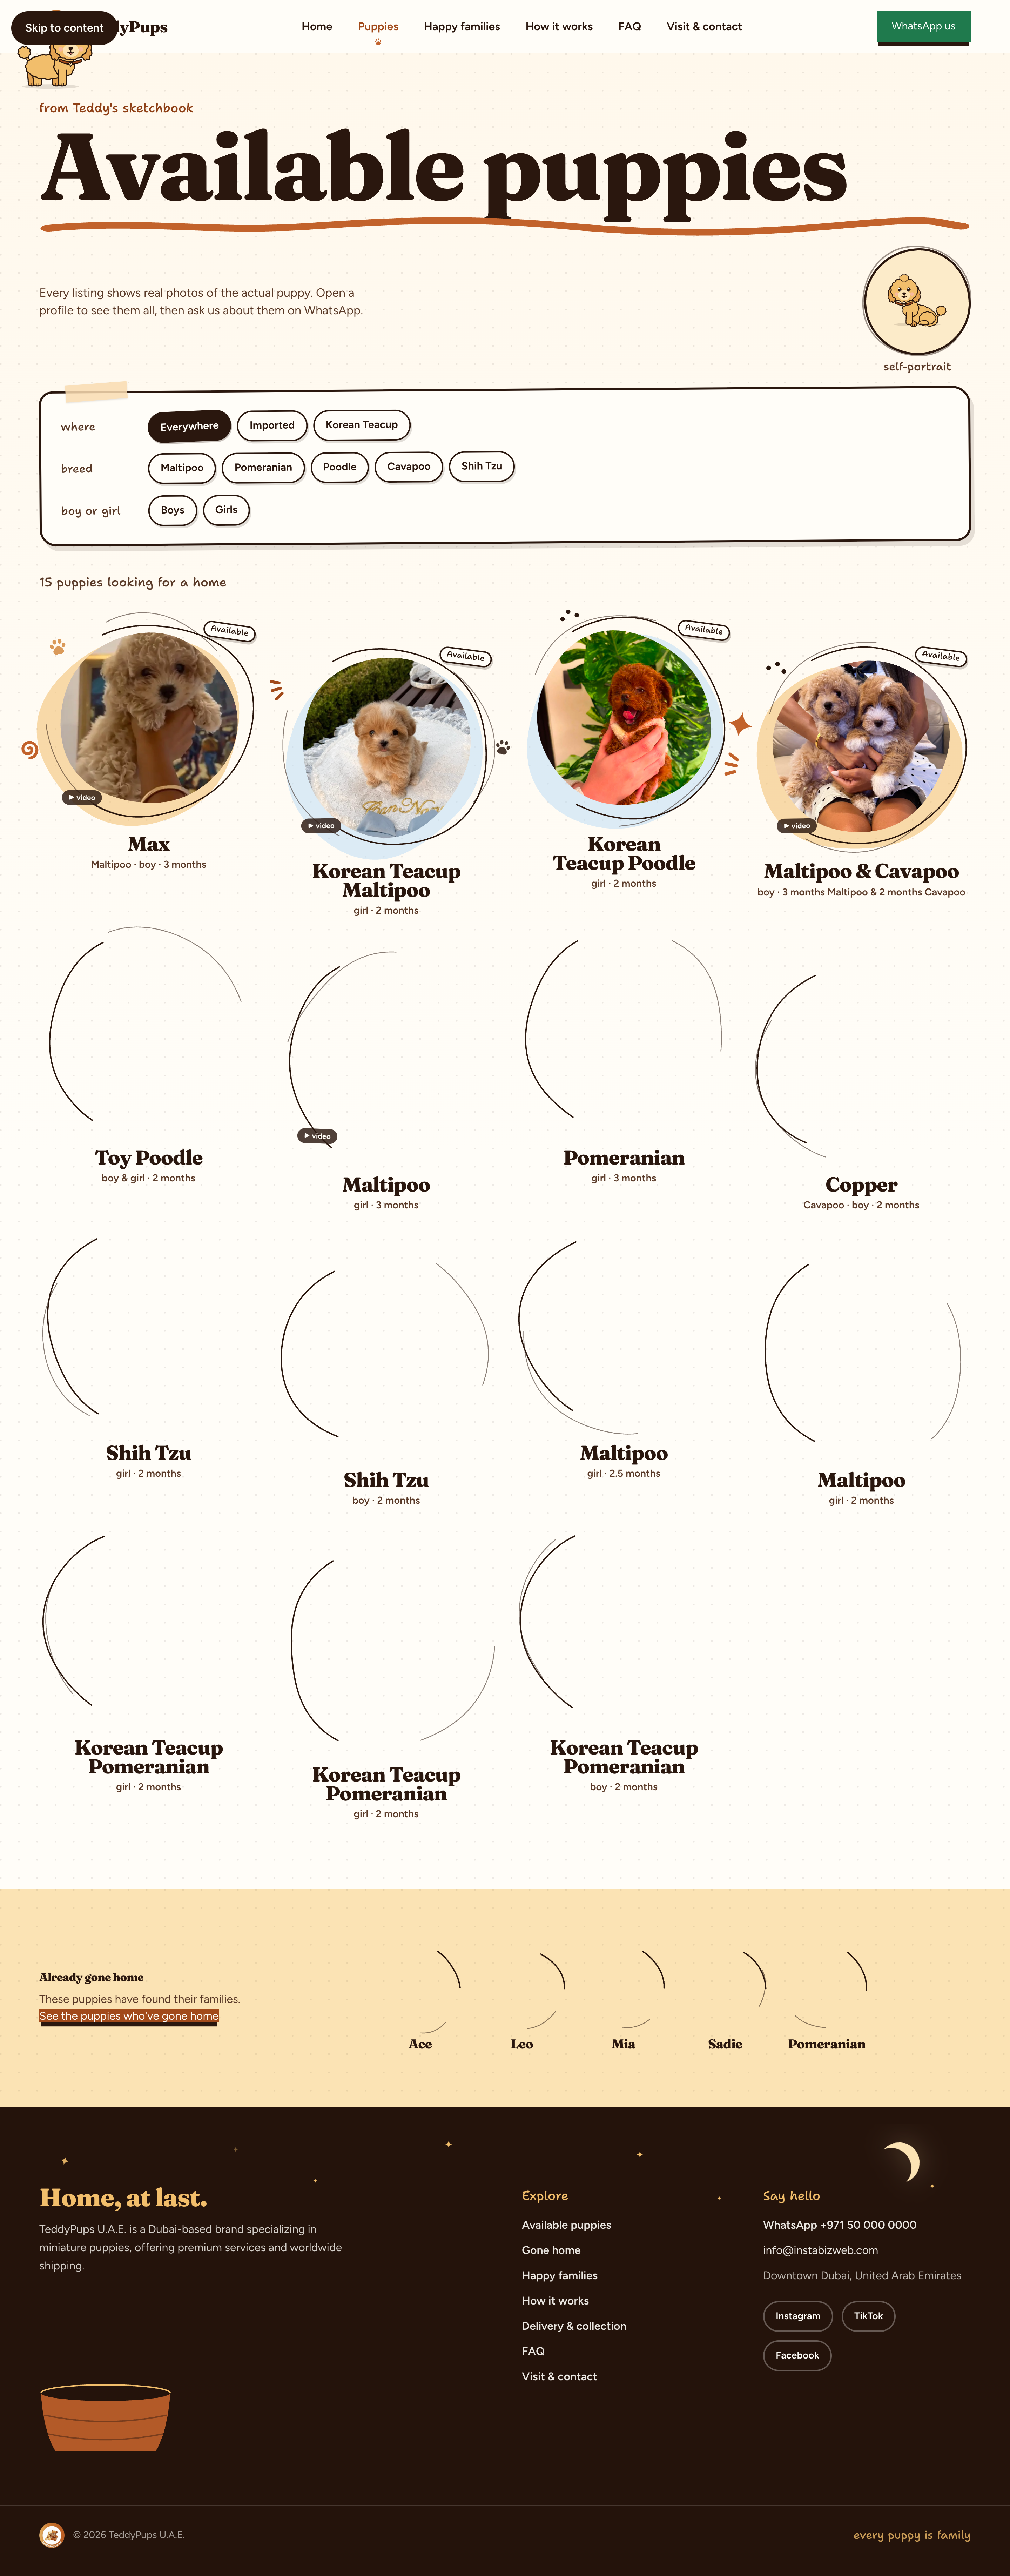 Skip to content
dyPups
Home
Puppies
Happy families
How it works
FAQ
Visit & contact
WhatsApp us
from Teddy's sketchbook
Available puppies
Every listing shows real photos of the actual puppy. Open a
profile to see them all, then ask us about them on WhatsApp.
self-portrait
where
Everywhere
Imported
Korean Teacup
breed
Maltipoo
Pomeranian
Poodle
Cavapoo
Shih Tzu
boy or girl
Boys
Girls
15 puppies looking for a home
Available
video
Max
Maltipoo · boy · 3 months
Available
video
Korean Teacup
Maltipoo
girl · 2 months
Available
Korean
Teacup Poodle
girl · 2 months
Available
video
Maltipoo & Cavapoo
boy · 3 months Maltipoo & 2 months Cavapoo
Toy Poodle
boy & girl · 2 months
video
Maltipoo
girl · 3 months
Pomeranian
girl · 3 months
Copper
Cavapoo · boy · 2 months
Shih Tzu
girl · 2 months
Shih Tzu
boy · 2 months
Maltipoo
girl · 2.5 months
Maltipoo
girl · 2 months
Korean Teacup
Pomeranian
girl · 2 months
Korean Teacup
Pomeranian
girl · 2 months
Korean Teacup
Pomeranian
boy · 2 months
Already gone home
These puppies have found their families.
See the puppies who've gone home
Ace
Leo
Mia
Sadie
Pomeranian
Home, at last.
TeddyPups U.A.E. is a Dubai-based brand specializing in
miniature puppies, offering premium services and worldwide
shipping.
Explore
Available puppies
Gone home
Happy families
How it works
Delivery & collection
FAQ
Visit & contact
Say hello
WhatsApp +971 50 000 0000
info@instabizweb.com
Downtown Dubai, United Arab Emirates
Instagram
TikTok
Facebook
© 2026 TeddyPups U.A.E.
every puppy is family